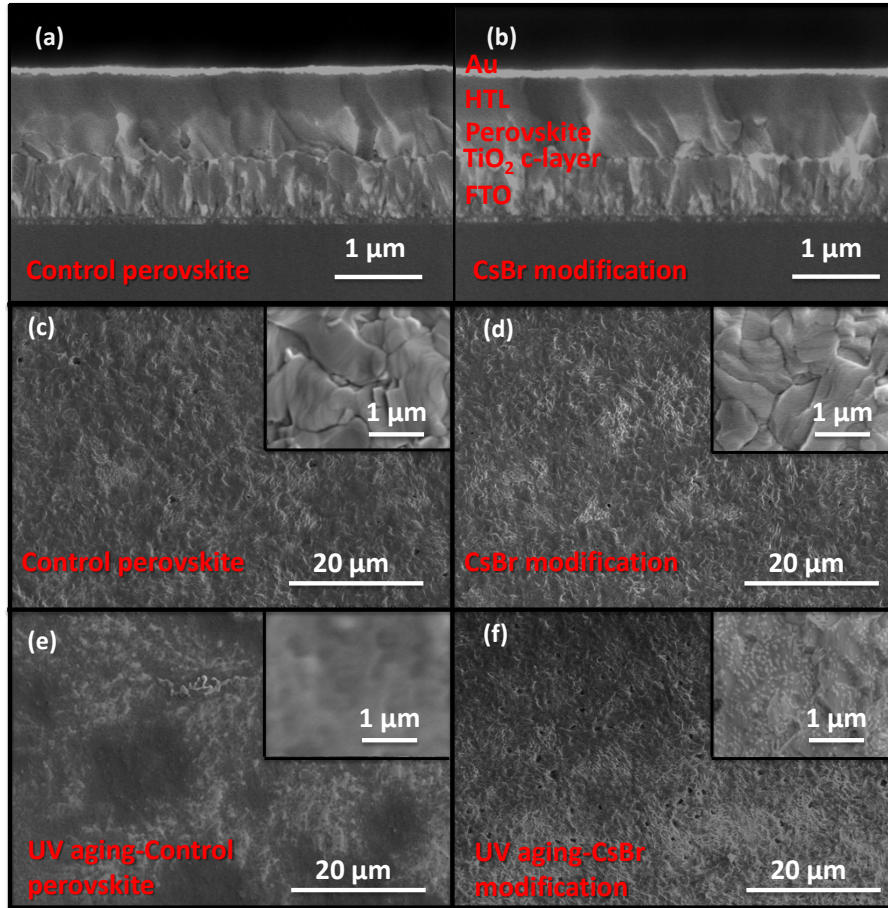 (a)
(b)
Au
HTL
Perovskite
TiO₂ c-layer
FTO
1 µm
Control perovskite
1 µm
CsBr modification
(c)
1 µm
Control perovskite
20 µm
(d)
1 µm
CsBr modification
20 µm
(e)
1 µm
UV aging-Control
perovskite
20 µm
(f)
1 µm
UV aging-CsBr
modification
20 µm